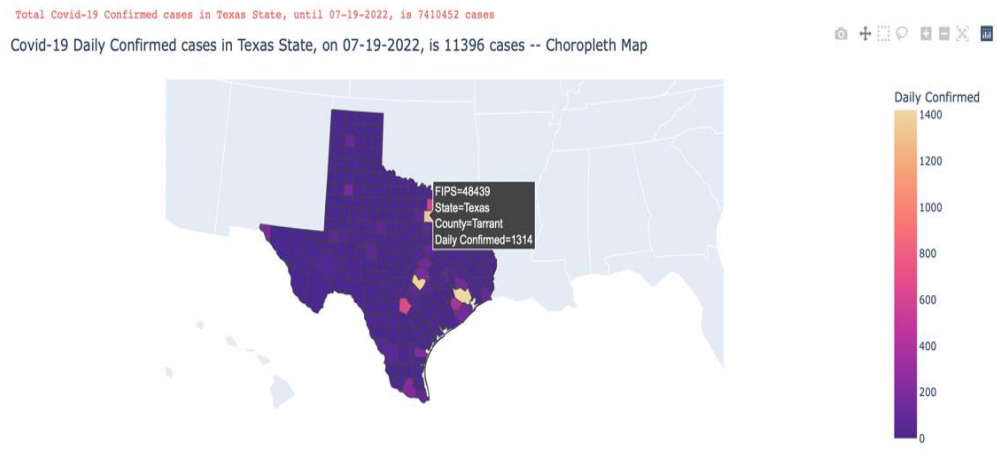 Total Covid-19 Confirmed cases in Texas State, until 07-19-2022, is 7410452 cases
Covid-19 Daily Confirmed cases in Texas State, on 07-19-2022, is 11396 cases -- Choropleth Map
Daily Confirmed
1400
1200
1000
800
600
400
200
0
FIPS=48439
State=Texas
County=Tarrant
Daily Confirmed=1314